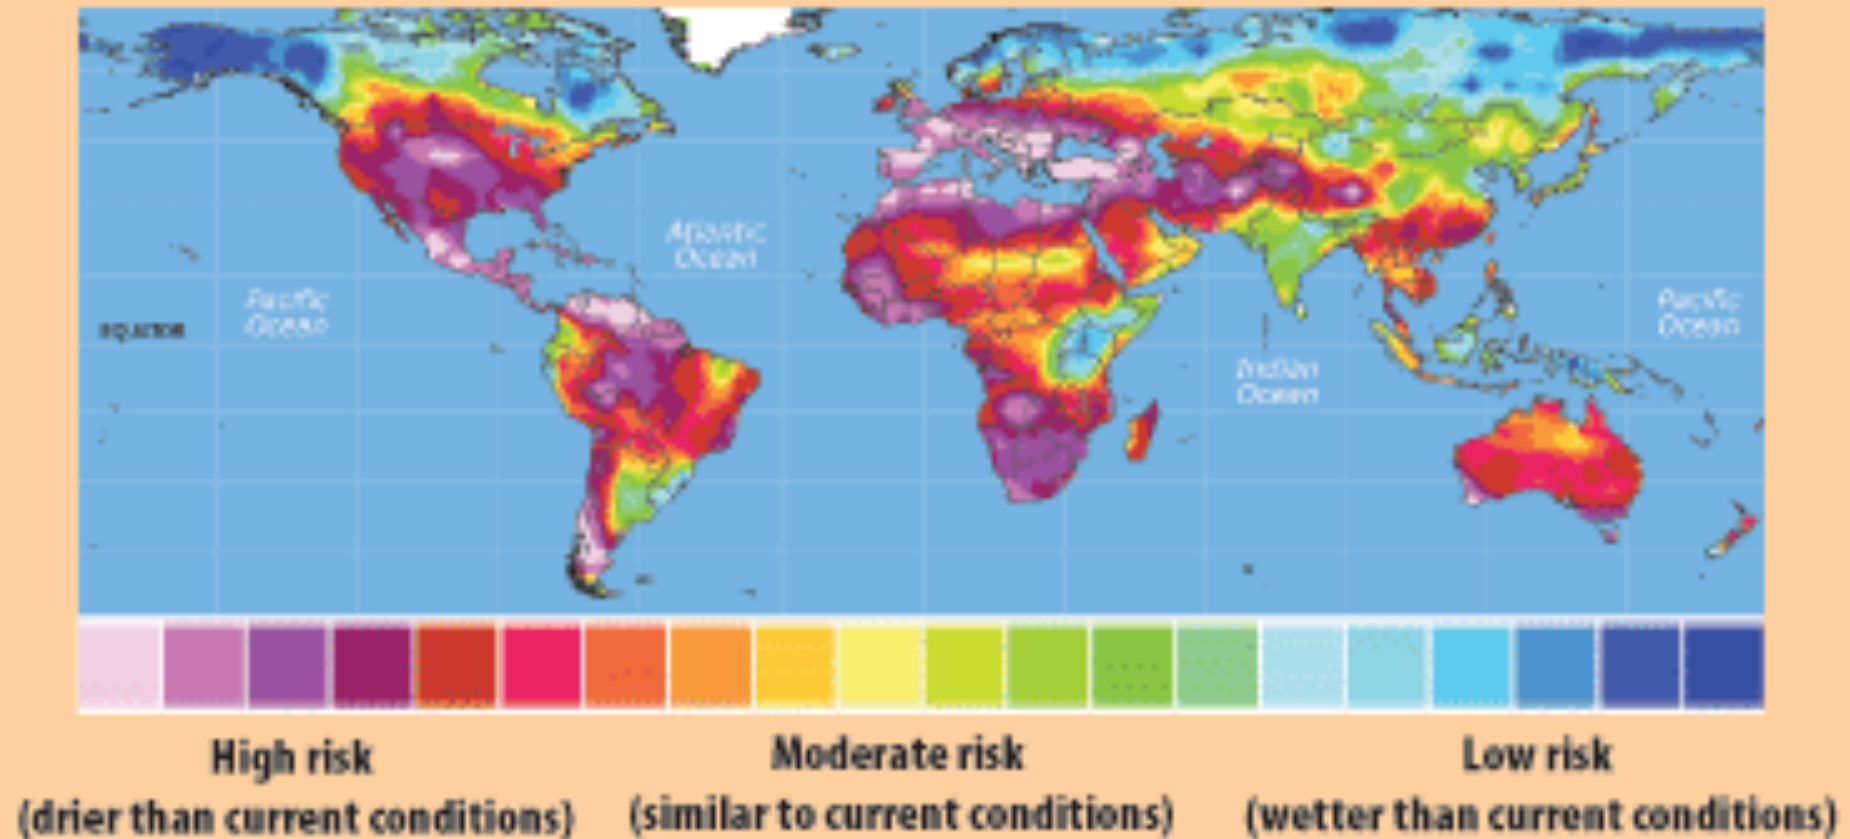 Atlantic
Ocean
Pacific
Ocean
EQUATOR
Pacific
Ocean
Indian
Ocean
High risk
(drier than current conditions)
Moderate risk
(similar to current conditions)
Low risk
(wetter than current conditions)